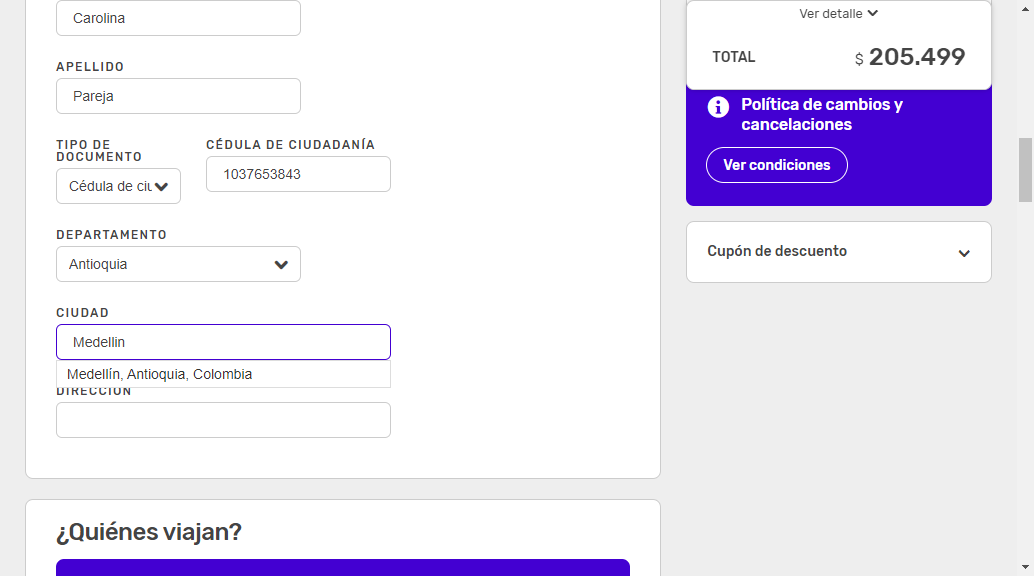 Carolina
APELLIDO
Pareja
TIPO DE
DOCUMENTO
Cédula de ciu
CÉDULA DE CIUDADANÍA
1037653843
DEPARTAMENTO
Antioquia
CIUDAD
Medellin
Medellín, Antioquia, Colombia
DIRECCIÓN
¿Quiénes viajan?
Ver detalle
TOTAL
$ 205.499
Política de cambios y
cancelaciones
Ver condiciones
Cupón de descuento